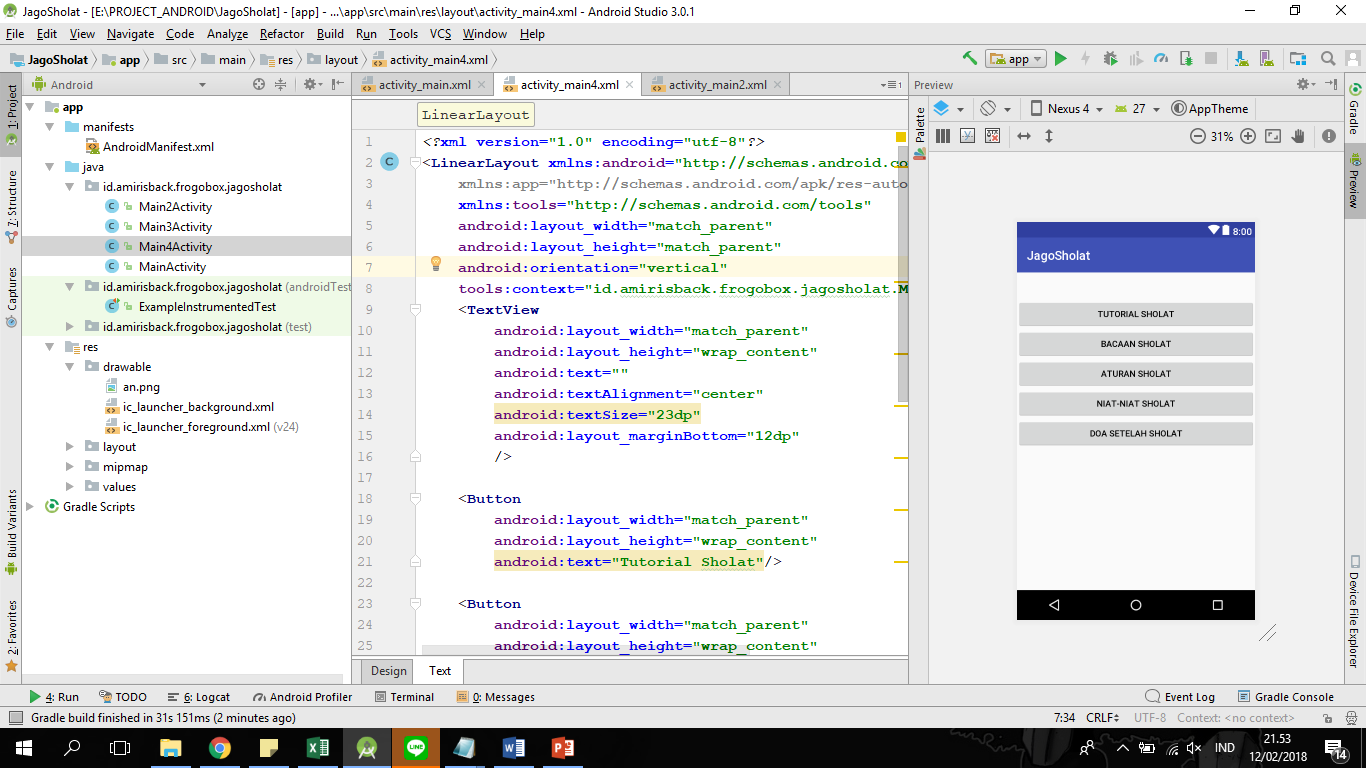 JagoSholat - [E:\PROJECT_ANDROID\JagoSholat] - [app] - ...\app\src\main\res\layout\activity_main4.xml - Android Studio 3.0.1
File Edit View Navigate Code Analyze Refactor Build Run Tools VCS Window Help
JagoSholat app src main res layout activity_main4.xml app
1: Project
7: Structure
Captures
Build Variants
2: Favorites
Android
app
manifests
AndroidManifest.xml
java
id.amirisback.frogobox.jagosholat
Main2Activity
Main3Activity
Main4Activity
MainActivity
id.amirisback.frogobox.jagosholat (androidTest
ExampleInstrumentedTest
id.amirisback.frogobox.jagosholat (test)
res
drawable
an.png
ic_launcher_background.xml
ic_launcher_foreground.xml (v24)
layout
mipmap
values
Gradle Scripts
activity_main.xml activity_main4.xml activity_main2.xml
LinearLayout
1 <?xml version="1.0" encoding="utf-8"?>
2 <LinearLayout xmlns:android="http://schemas.android.co
3 xmlns:app="http://schemas.android.com/apk/res-auto
4 xmlns:tools="http://schemas.android.com/tools"
5 android:layout_width="match_parent"
6 android:layout_height="match_parent"
7 android:orientation="vertical"
8 tools:context="id.amirisback.frogobox.jagosholat.M
9 <TextView
10 android:layout_width="match_parent"
11 android:layout_height="wrap_content"
12 android:text=""
13 android:textAlignment="center"
14 android:textSize="23dp"
15 android:layout_marginBottom="12dp"
16 />
17
18 <Button
19 android:layout_width="match_parent"
20 android:layout_height="wrap_content"
21 android:text="Tutorial Sholat"/>
22
23 <Button
24 android:layout_width="match_parent"
25 android:layout_height="wrap_content"
Design Text
Preview
Palette
Nexus 4 27 AppTheme
31%
8:00
JagoSholat
TUTORIAL SHOLAT
BACAAN SHOLAT
ATURAN SHOLAT
NIAT-NIAT SHOLAT
DOA SETELAH SHOLAT
Gradle
Preview
Device File Explorer
4: Run TODO 6: Logcat Android Profiler Terminal 0: Messages Event Log Gradle Console
Gradle build finished in 31s 151ms (2 minutes ago) 7:34 CRLF UTF-8 Context: <no context>
LINE
IND
21.53
12/02/2018
14